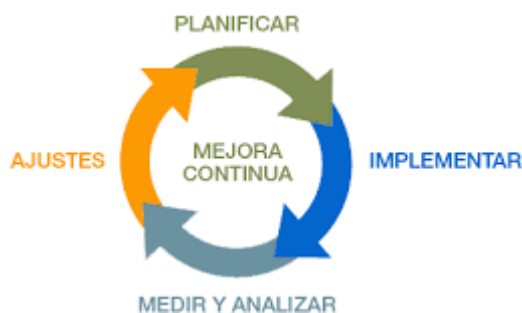 PLANIFICAR
AJUSTES
MEJORA
CONTINUA
IMPLEMENTAR
MEDIR Y ANALIZAR